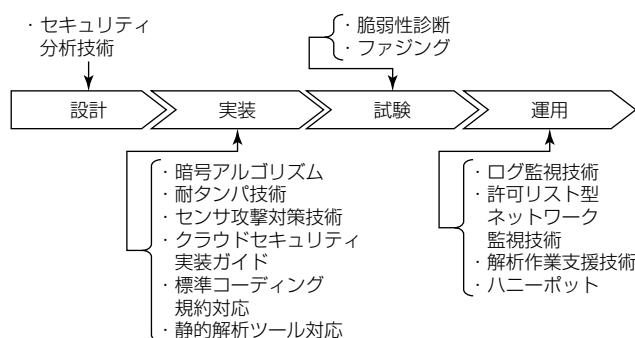 ・セキュリティ
分析技術
・脆弱性診断
・ファジング
設計
実装
試験
運用
・暗号アルゴリズム
・耐タンパ技術
・センサ攻撃対策技術
・クラウドセキュリティ
実装ガイド
・標準コーディング
規約対応
・静的解析ツール対応
・ログ監視技術
・許可リスト型
ネットワーク
監視技術
・解析作業支援技術
・ハニーポット